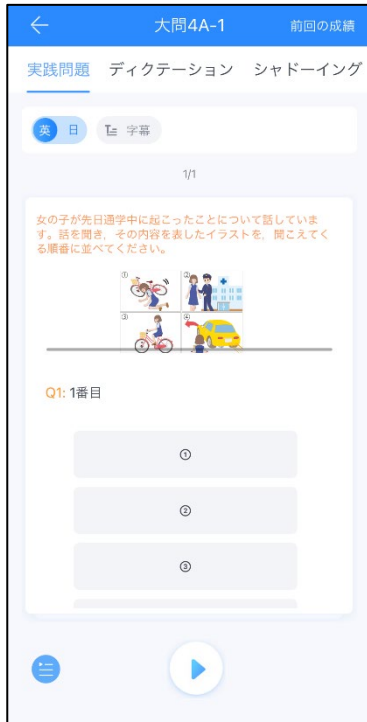 大問4A-1 前回の成績
実践問題 ディクテーション シャドーイング
英 日 字幕
1/1
女の子が先日通学中に起こったことについて話していま
す。話を聞き，その内容を表したイラストを，聞こえてく
る順番に並べてください。
① ②
③ ④
Q1: 1番目
①
②
③